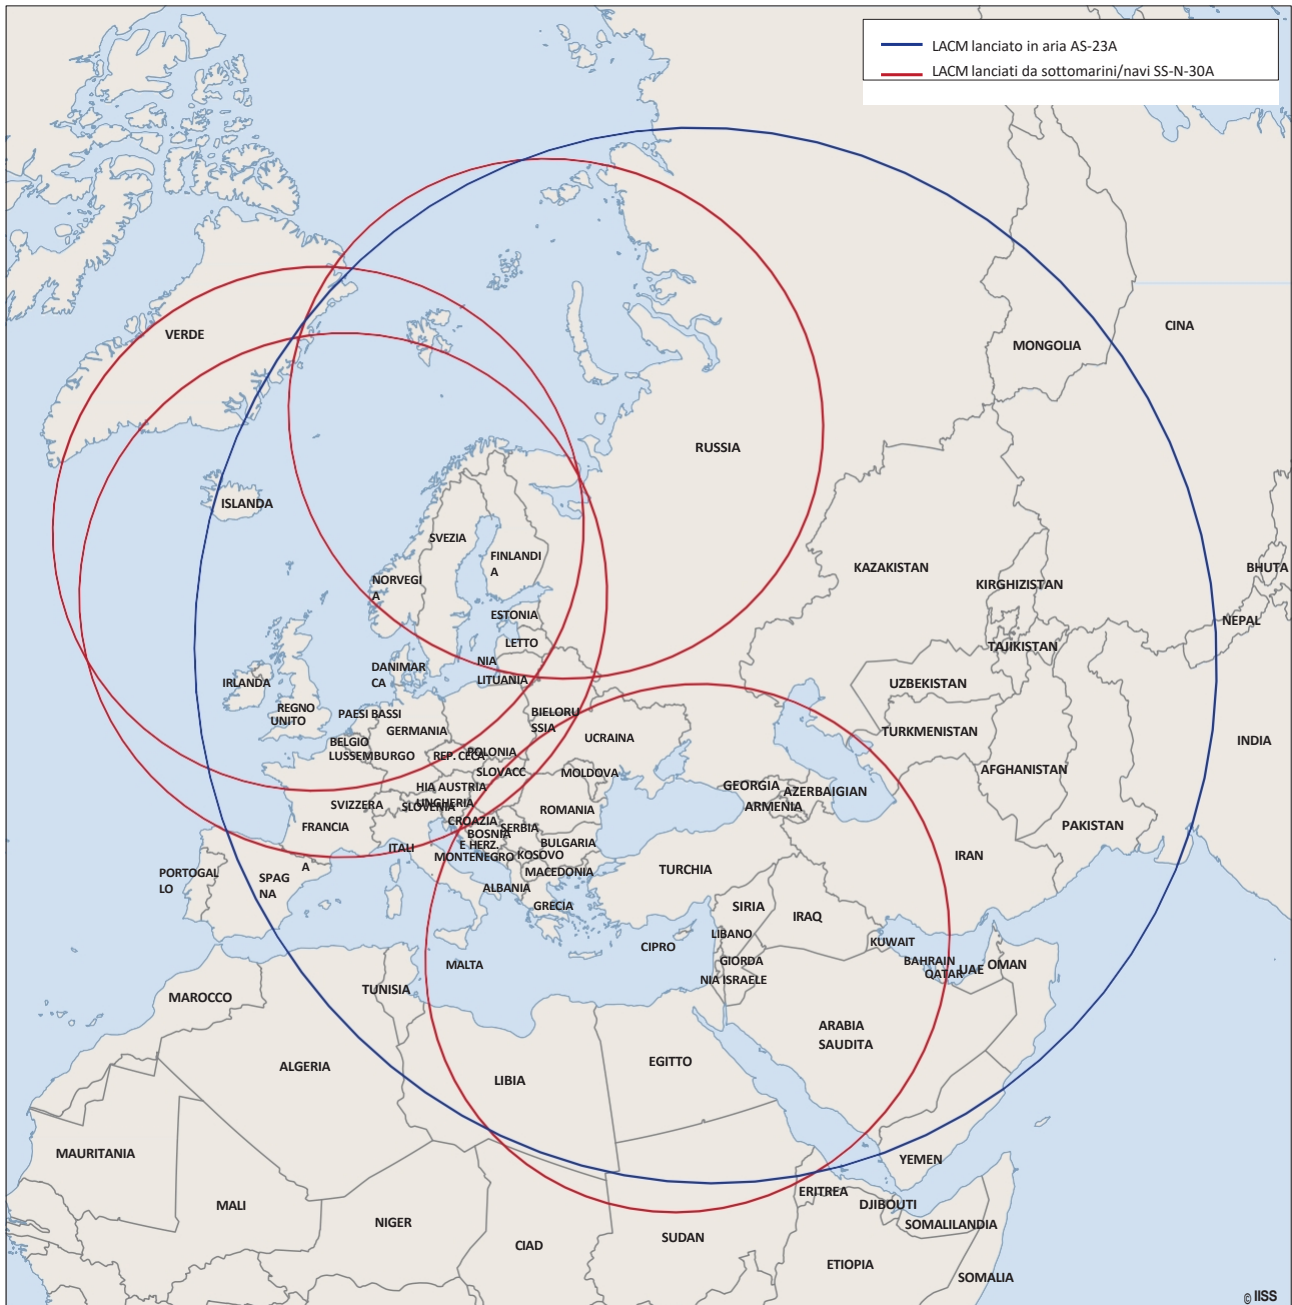 LACM lanciato in aria AS-23A
LACM lanciati da sottomarini/navi SS-N-30A
VERDE
CINA
MONGOLIA
RUSSIA
ISLANDA
SVEZIA
FINLANDI
A
KAZAKISTAN
BHUTA
NORVEGI
A
KIRGHIZISTAN
ESTONIA
NEPAL
LETTO
NIA
TAJIKISTAN
DANIMAR
CA
LITUANIA
IRLANDA
UZBEKISTAN
REGNO
UNITO
PAESI BASSI
BIELORU
SSIA
GERMANIA
UCRAINA
TURKMENISTAN
INDIA
BELGIO
LUSSEMBURGO
REP. CECA
POLONIA
SLOVACC
HIA AUSTRIA
MOLDOVA
AFGHANISTAN
GEORGIA
AZERBAIGIAN
ARMENIA
SVIZZERA
SLOVENIA
UNGHERIA
ROMANIA
CROAZIA
FRANCIA
BOSNIA
E HERZ.
SERBIA
PAKISTAN
BULGARIA
ITALI
A
MONTENEGRO
KOSOVO
IRAN
MACEDONIA
TURCHIA
PORTOGAL
LO
SPAG
NA
ALBANIA
GRECIA
SIRIA
IRAQ
LIBANO
CIPRO
KUWAIT
MALTA
GIORDA
NIA ISRAELE
BAHRAIN
QATAR
UAE
OMAN
TUNISIA
MAROCCO
ARABIA
SAUDITA
ALGERIA
LIBIA
EGITTO
MAURITANIA
YEMEN
MALI
NIGER
ERITREA
DJIBOUTI
SOMALILANDIA
CIAD
SUDAN
ETIOPIA
SOMALIA
© IISS